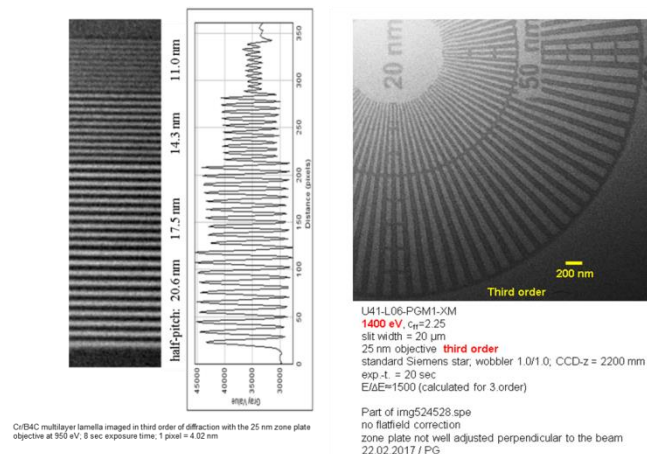 half-pitch: 20.6 nm
17.5 nm
14.3 nm
11.0 nm
45000
40000
35000
30000
0
50
100
150
200
250
300
350
Distance (pixels)
Cr/B4C multilayer lamella imaged in third order of diffraction with the 25 nm zone plate
objective at 950 eV; 8 sec exposure time; 1 pixel = 4.02 nm
20 nm
50 nm
200 nm
Third order
U41-L06-PGM1-XM
1400 eV, cff=2.25
slit width = 20 µm
25 nm objective third order
standard Siemens star, wobbler 1.0/1.0; CCD-z = 2200 mm
exp.-t. = 20 sec
E/ΔE≈1500 (calculated for 3.order)
Part of img524528.spe
no flatfield correction
zone plate not well adjusted perpendicular to the beam
22.02.2017 / PG